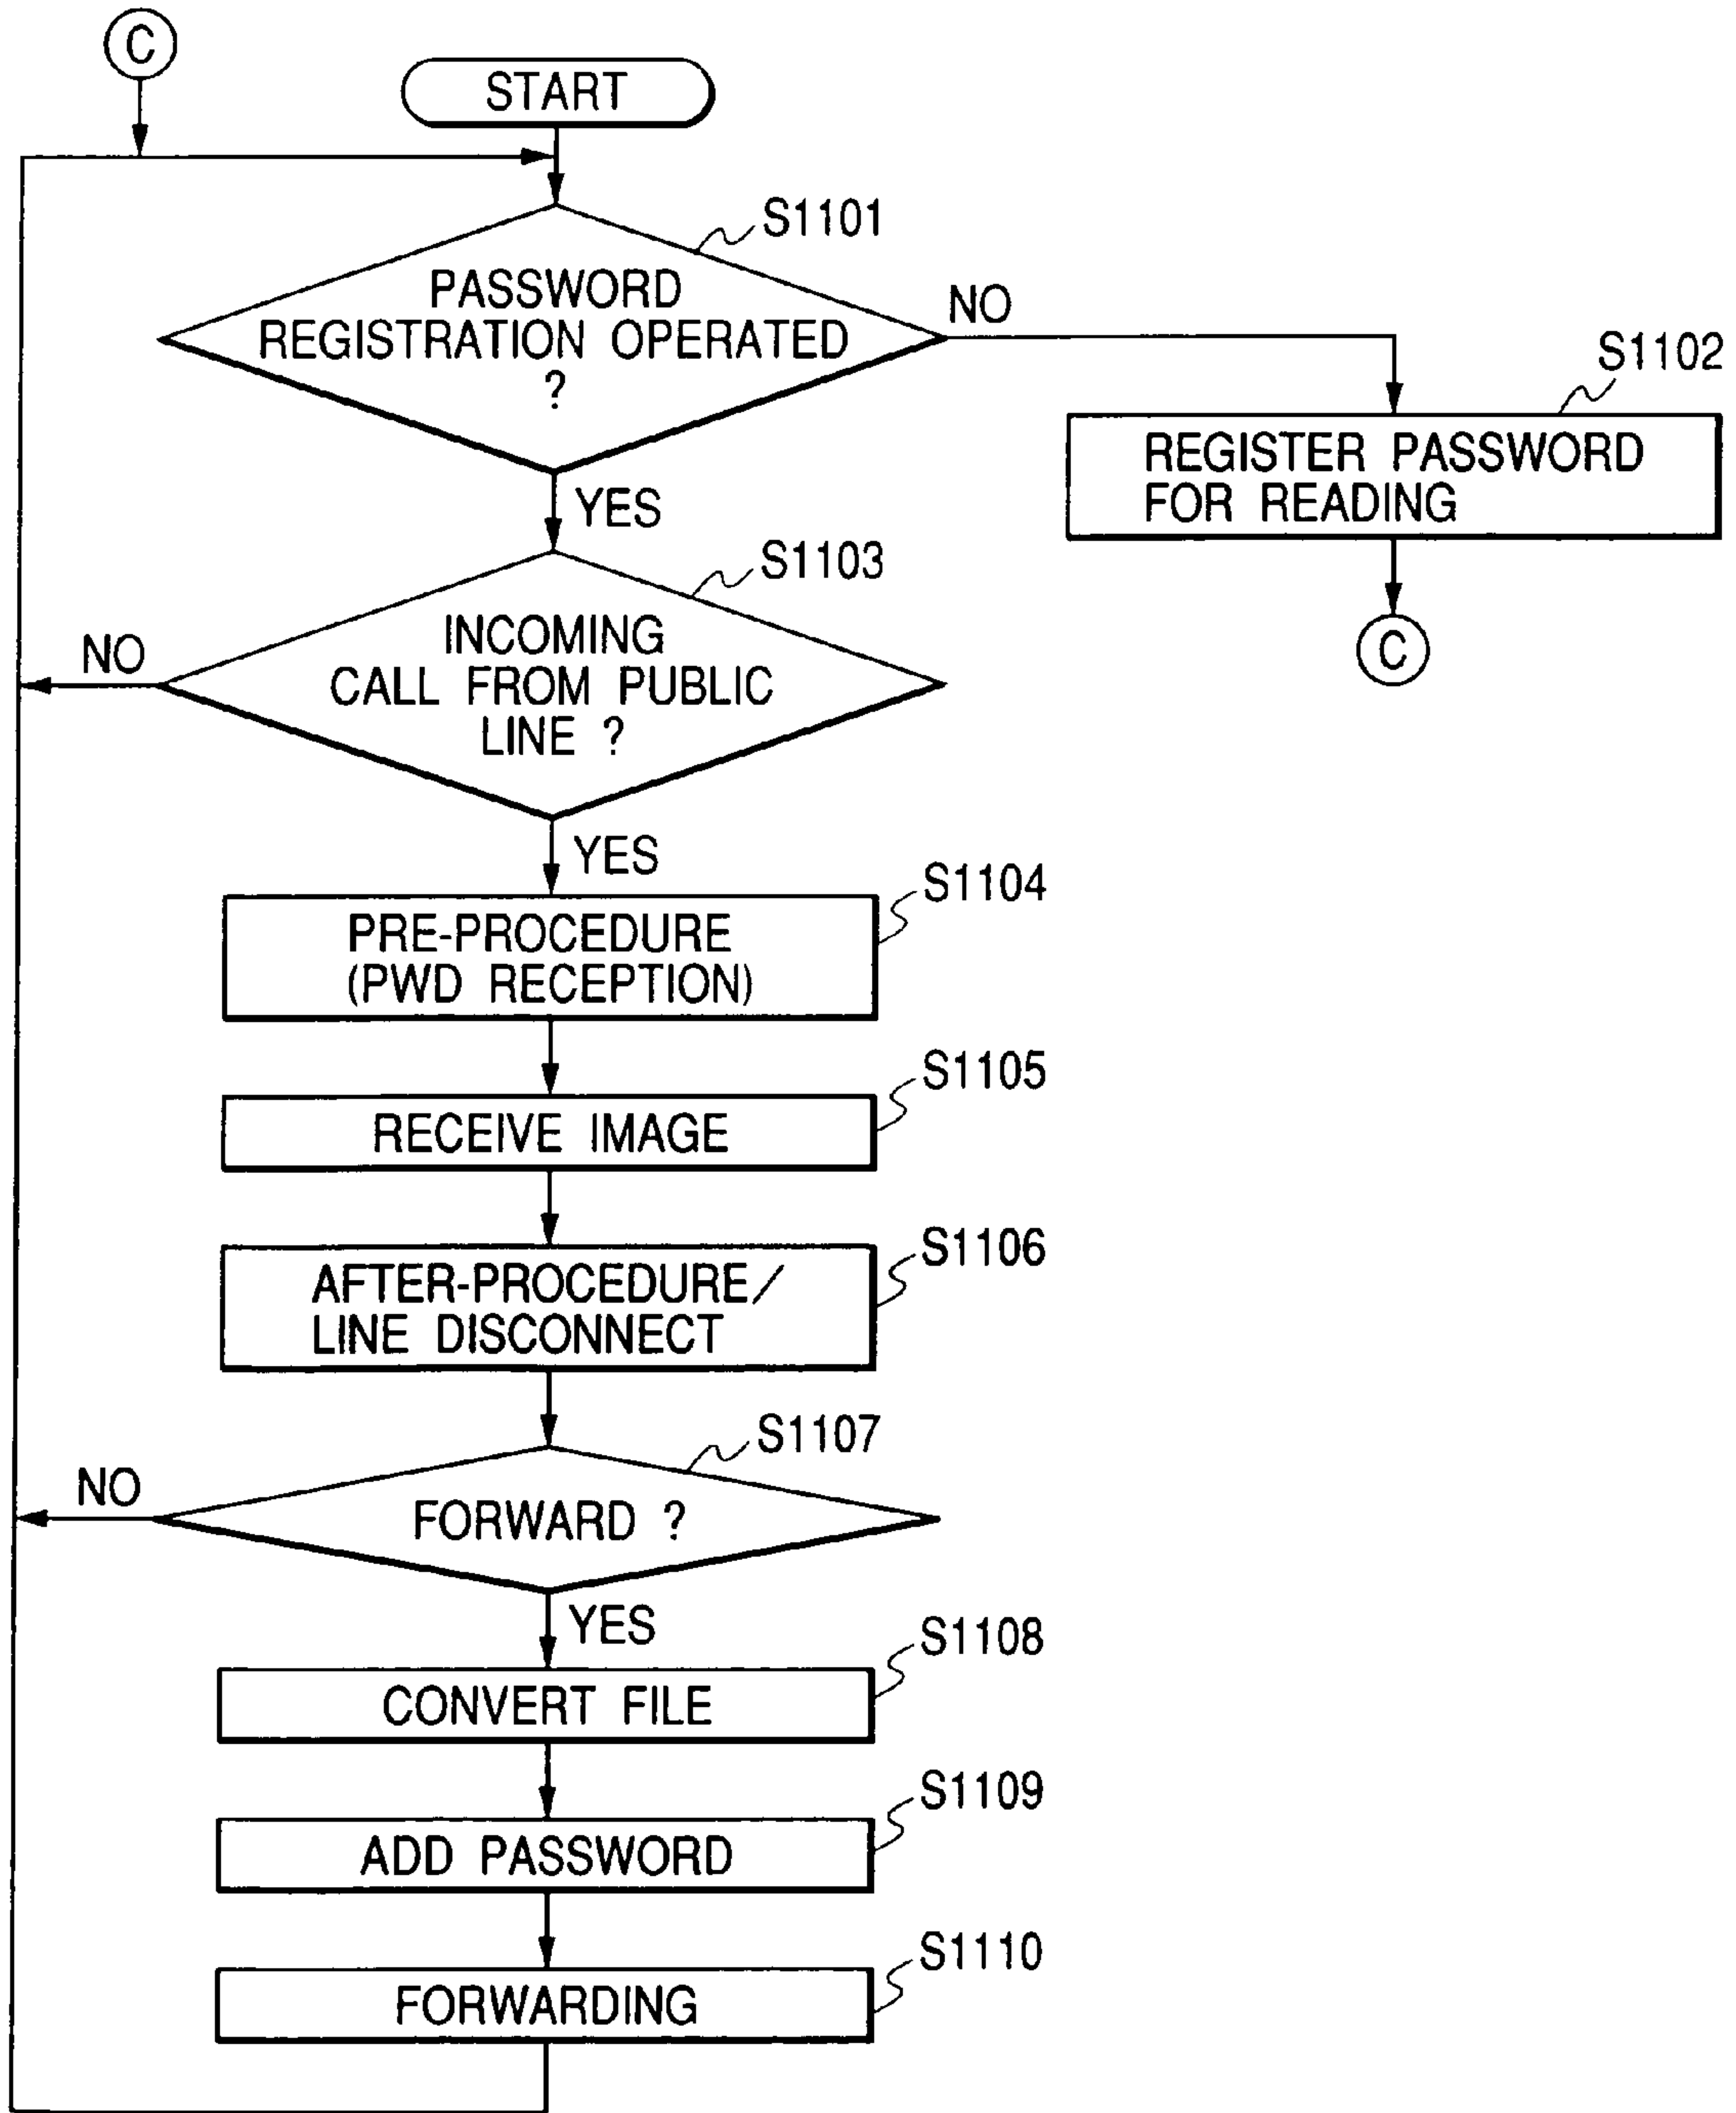 C
START
S1101
PASSWORD
REGISTRATION OPERATED
?
NO
S1102
REGISTER PASSWORD
FOR READING
C
YES
S1103
INCOMING
CALL FROM PUBLIC
LINE ?
NO
YES
S1104
PRE-PROCEDURE
(PWD RECEPTION)
S1105
RECEIVE IMAGE
S1106
AFTER-PROCEDURE/
LINE DISCONNECT
S1107
FORWARD ?
NO
YES
S1108
CONVERT FILE
S1109
ADD PASSWORD
S1110
FORWARDING